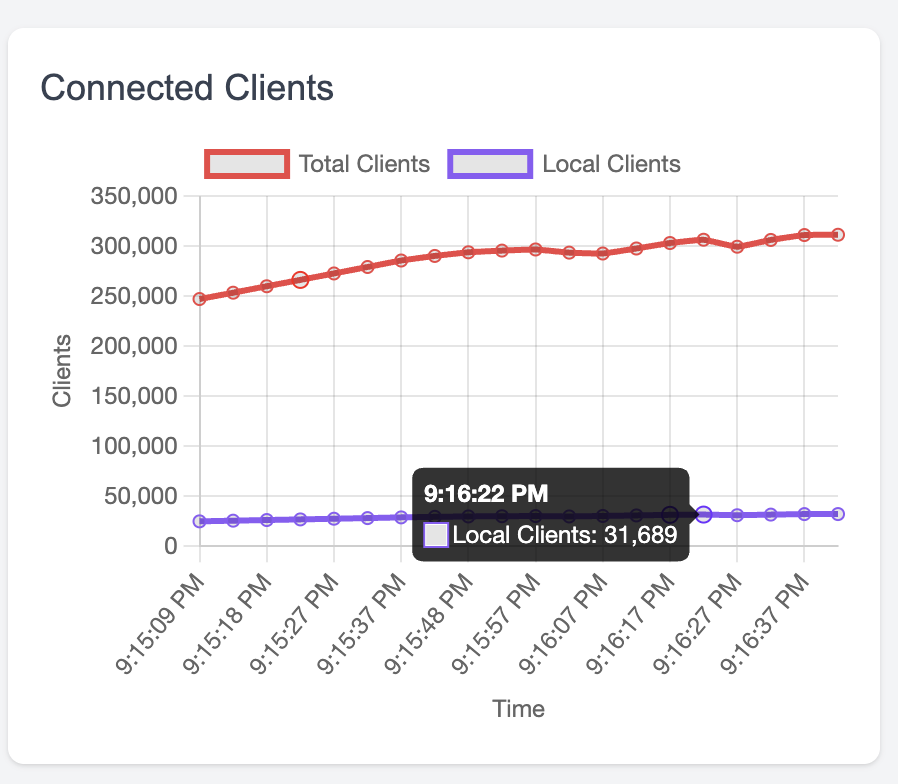 Connected Clients
Total Clients
Local Clients
350,000
300,000
250,000
200,000
150,000
100,000
50,000
0
Clients
9:16:22 PM
Local Clients: 31,689
9:15:09 PM
9:15:18 PM
9:15:27 PM
9:15:37 PM
9:15:48 PM
9:15:57 PM
9:16:07 PM
9:16:17 PM
9:16:27 PM
9:16:37 PM
Time